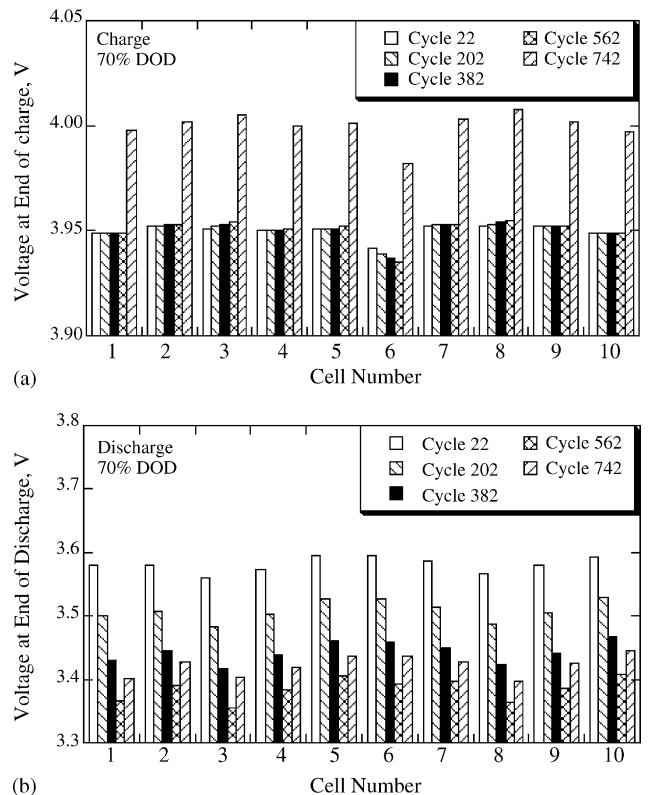 4.05
Charge
70% DOD
Cycle 22
Cycle 562
Cycle 202
Cycle 742
Cycle 382
4.00
3.95
3.90
Voltage at End of charge, V
1 2 3 4 5 6 7 8 9 10
Cell Number
(a)
3.8
Discharge
70% DOD
Cycle 22
Cycle 562
Cycle 202
Cycle 742
Cycle 382
3.7
3.6
3.5
3.4
3.3
Voltage at End of Discharge, V
1 2 3 4 5 6 7 8 9 10
Cell Number
(b)